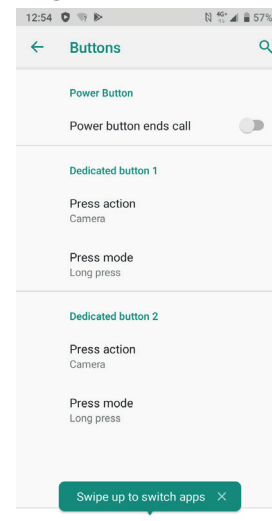 12:54
4G+
57%
Buttons
Power Button
Power button ends call
Dedicated button 1
Press action
Camera
Press mode
Long press
Dedicated button 2
Press action
Camera
Press mode
Long press
Swipe up to switch apps